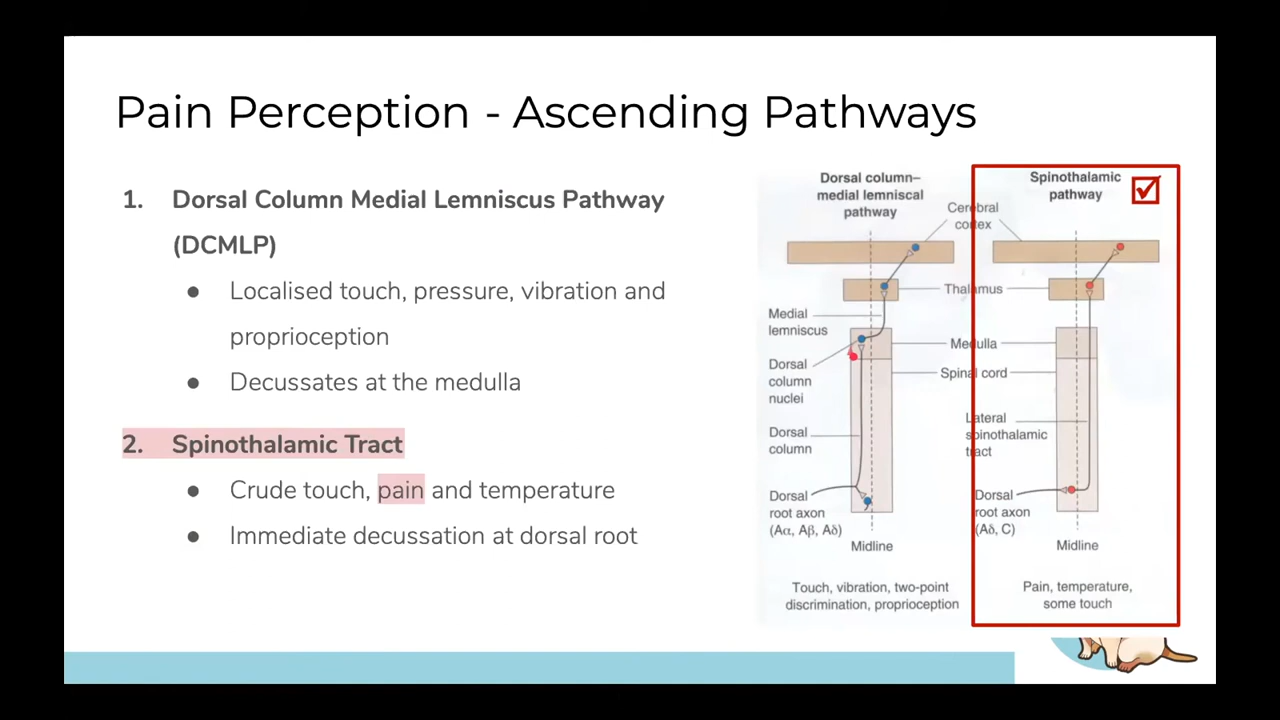 Pain Perception - Ascending Pathways
1. Dorsal Column Medial Lemniscus Pathway
(DCMLP)
● Localised touch, pressure, vibration and
proprioception
● Decussates at the medulla
2. Spinothalamic Tract
● Crude touch, pain and temperature
● Immediate decussation at dorsal root
Dorsal column–
medial lemniscal
pathway
Spinothalamic
pathway
Cerebral
cortex
Thalamus
Medial
lemniscus
Medulla
Dorsal
column
nuclei
Spinal cord
Lateral
spinothalamic
tract
Dorsal
column
Dorsal
root axon
(Aα, Aβ, Aδ)
Dorsal
root axon
(Aδ, C)
Midline
Midline
Touch, vibration, two-point
discrimination, proprioception
Pain, temperature,
some touch